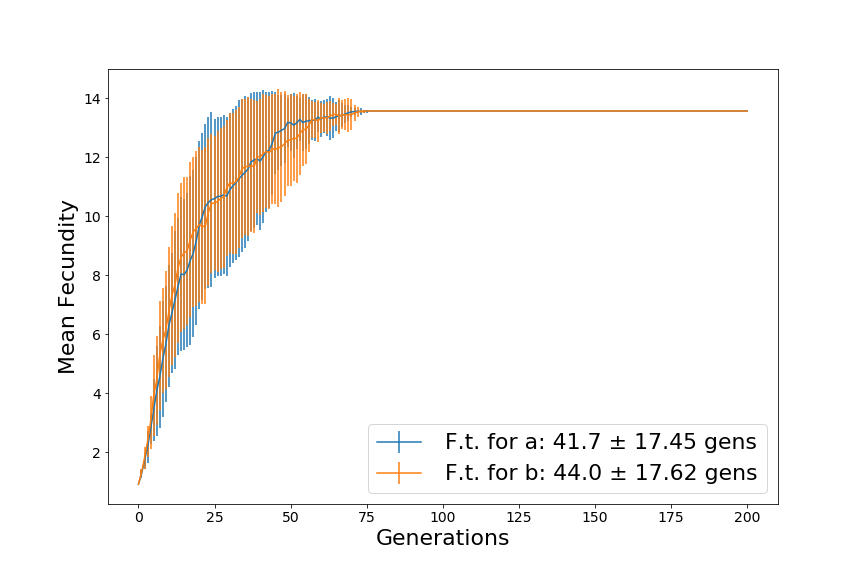 14
12
10
8
6
4
2
Mean Fecundity
F.t. for a: 41.7 ± 17.45 gens
F.t. for b: 44.0 ± 17.62 gens
0 25 50 75 100 125 150 175 200
Generations